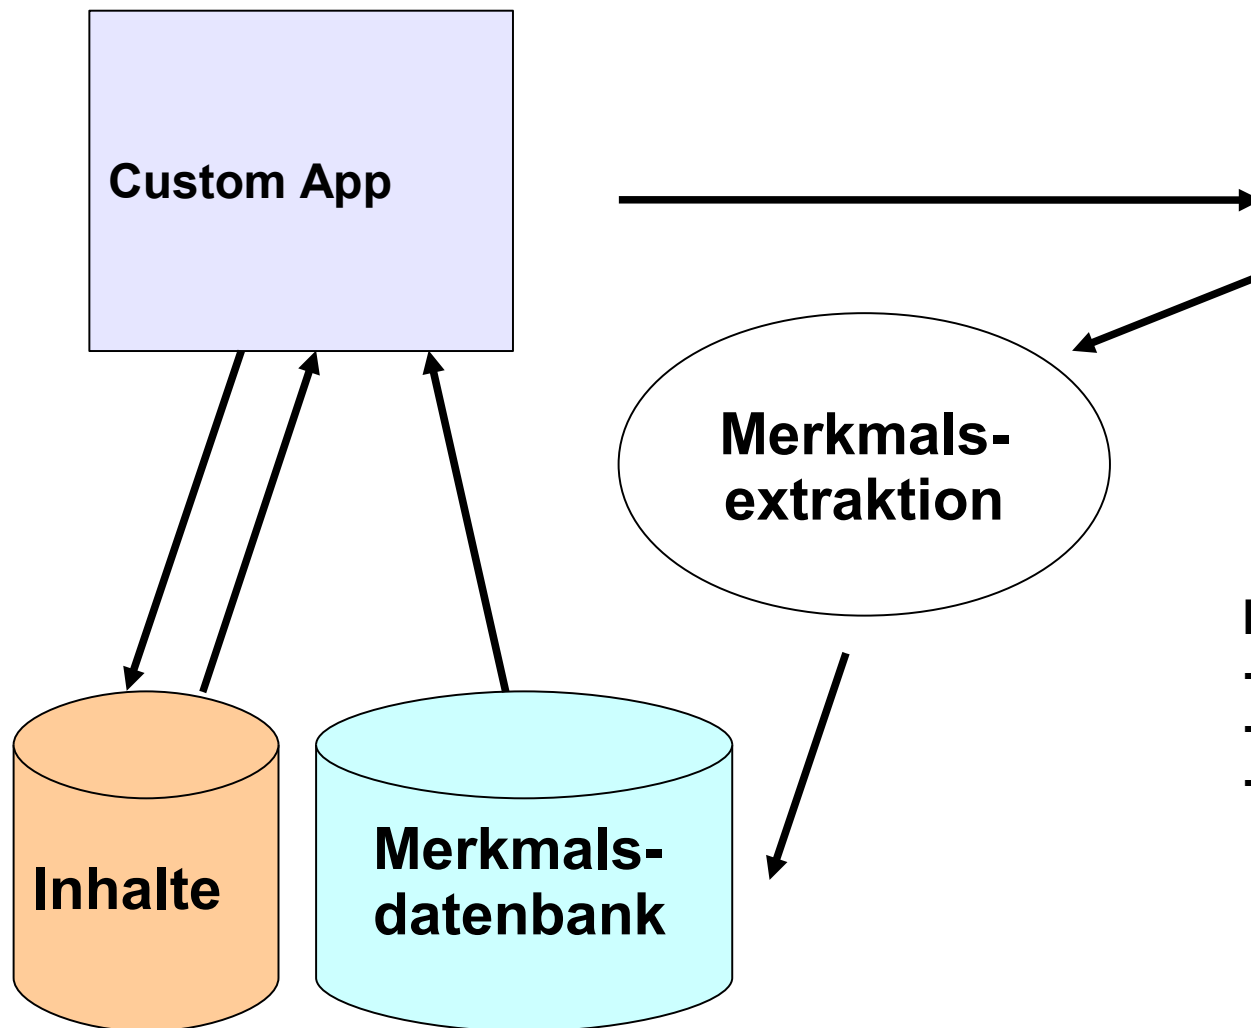 Custom App
Merkmals-
extraktion
Merkmals-
datenbank
Inhalte
-
-
-